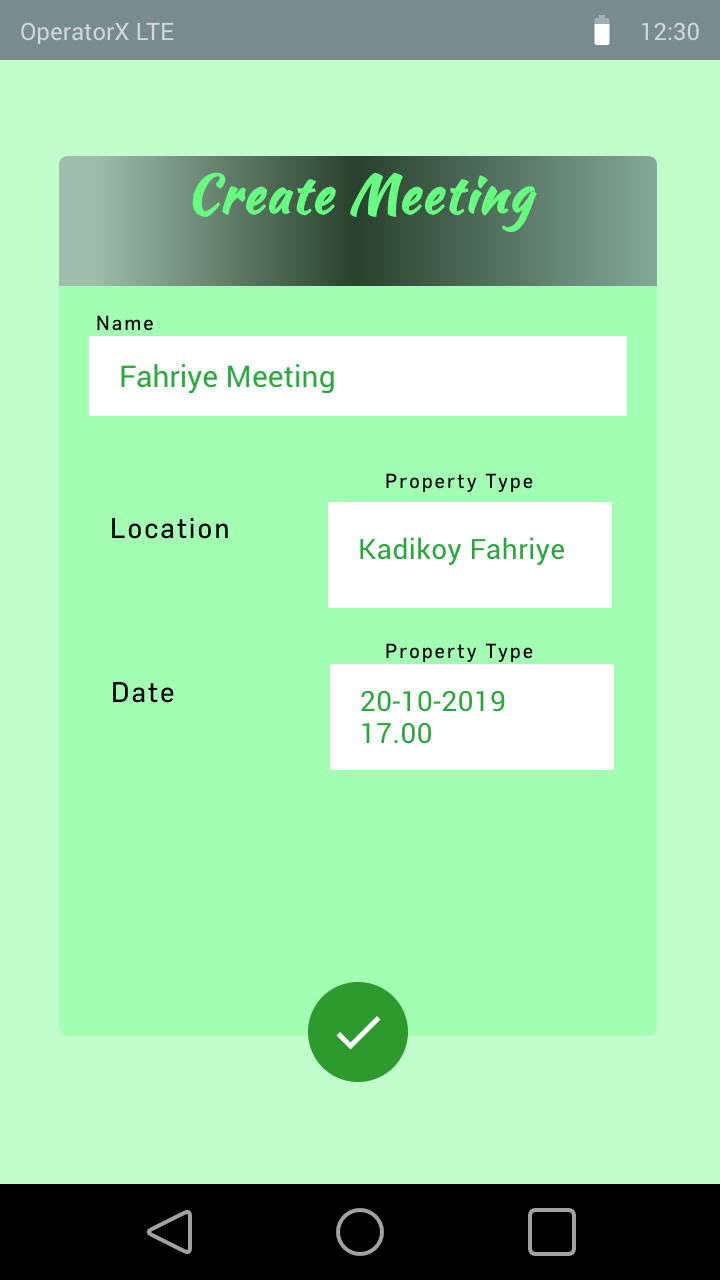 OperatorX LTE
12:30
Create Meeting
Name
Fahriye Meeting
Property Type
Location
Kadikoy Fahriye
Property Type
Date
20-10-2019
17.00